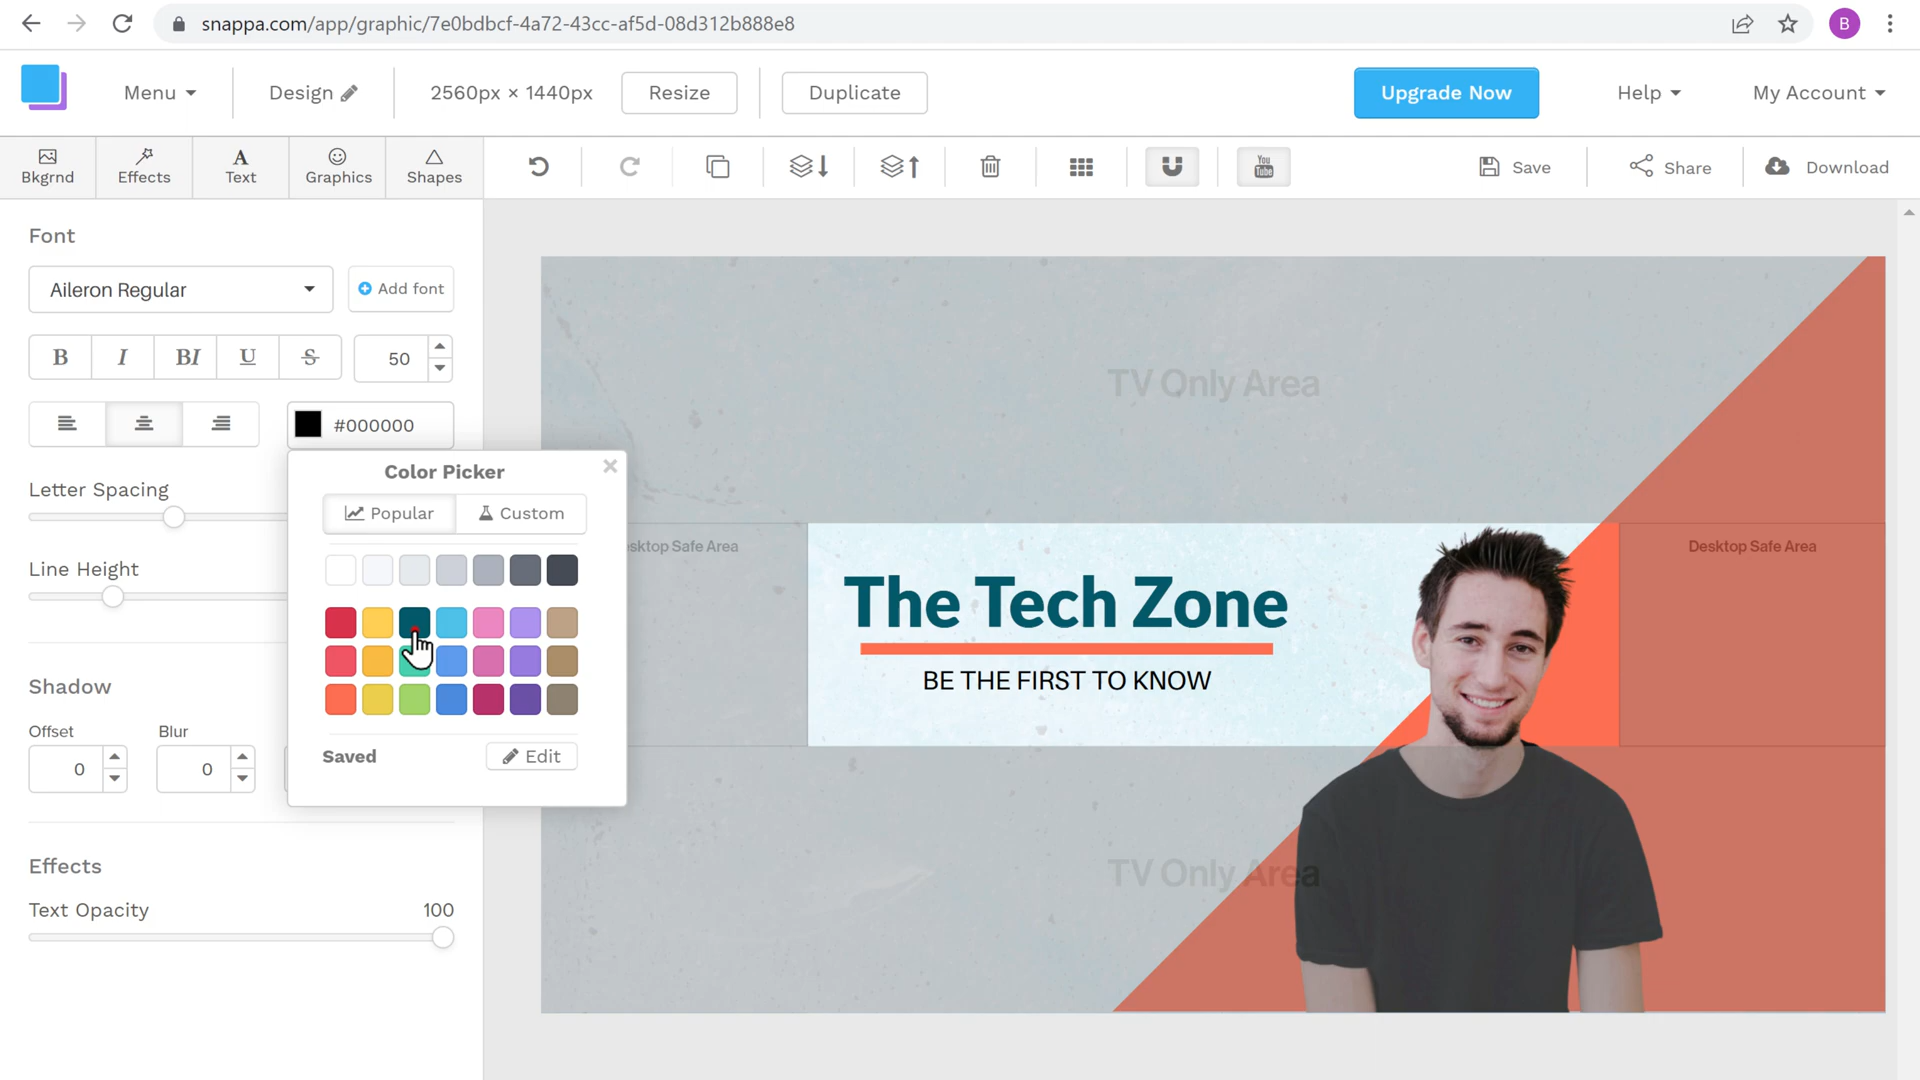 snappa.com/app/graphic/7e0bdbcf-4a72-43cc-af5d-08d312b888e8
B
Menu
Design
2560px × 1440px
Resize
Duplicate
Upgrade Now
Help
My Account
Bkgrnd
Effects
A
Text
Graphics
Shapes
You
Tube
Save
Share
Download
Font
Aileron Regular
Add font
B
I
BI
U
S
50
#000000
Letter Spacing
Line Height
Shadow
Offset
Blur
0
0
Effects
Text Opacity
100
Color Picker
Popular
Custom
Saved
Edit
TV Only Area
sktop Safe Area
Desktop Safe Area
The Tech Zone
BE THE FIRST TO KNOW
TV Only Area